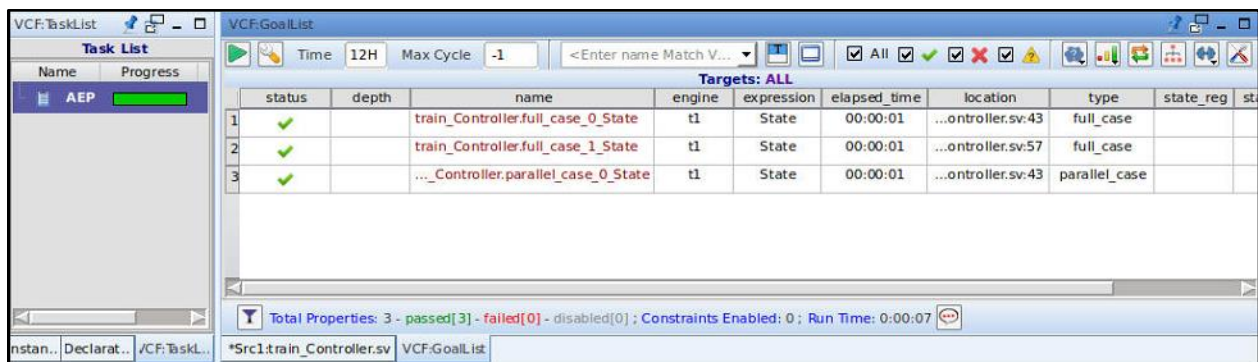 VCF:TaskList
Task List
Name Progress
AEP
nstan.. Declarat.. /CF:TaskL..
VCF:GoalList
Time 12H Max Cycle -1 <Enter name Match V... T All
Targets: ALL
status depth name engine expression elapsed_time location type state_reg sta
1 train_Controller.full_case_0_State t1 State 00:00:01 ...ontroller.sv:43 full_case
2 train_Controller.full_case_1_State t1 State 00:00:01 ...ontroller.sv:57 full_case
3 ..._Controller.parallel_case_0_State t1 State 00:00:01 ...ontroller.sv:43 parallel_case
Total Properties: 3 - passed[3] - failed[0] - disabled[0] ; Constraints Enabled: 0 ; Run Time: 0:00:07
*Src1:train_Controller.sv VCF:GoalList